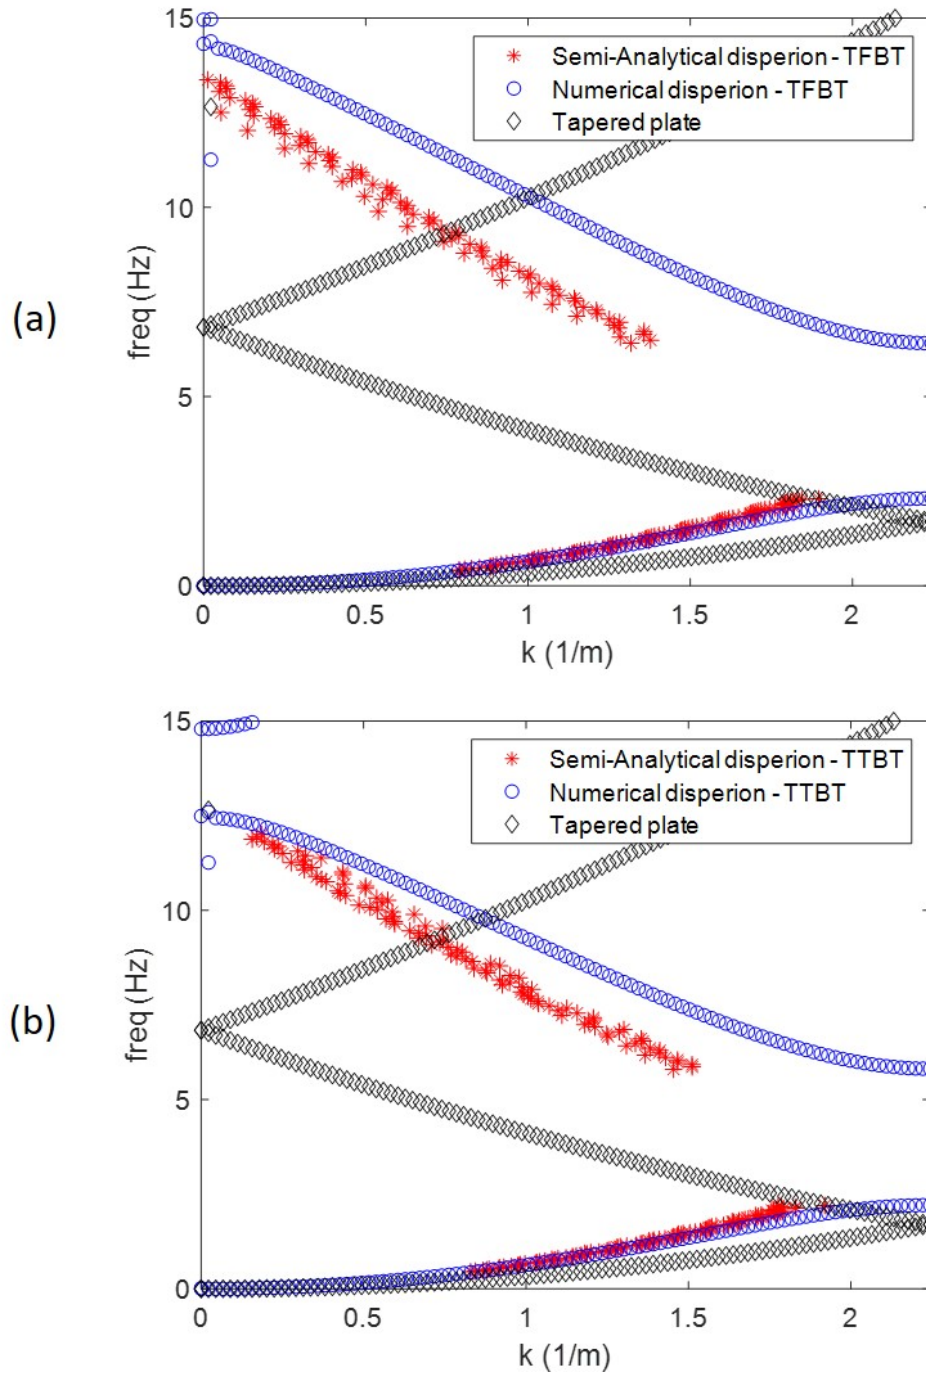 (a)
15
10
5
0
freq (Hz)
Semi-Analytical disperion - TFBT
Numerical disperion - TFBT
Tapered plate
0 0.5 1 1.5 2
k (1/m)
(b)
15
10
5
0
freq (Hz)
Semi-Analytical disperion - TTBT
Numerical disperion - TTBT
Tapered plate
0 0.5 1 1.5 2
k (1/m)